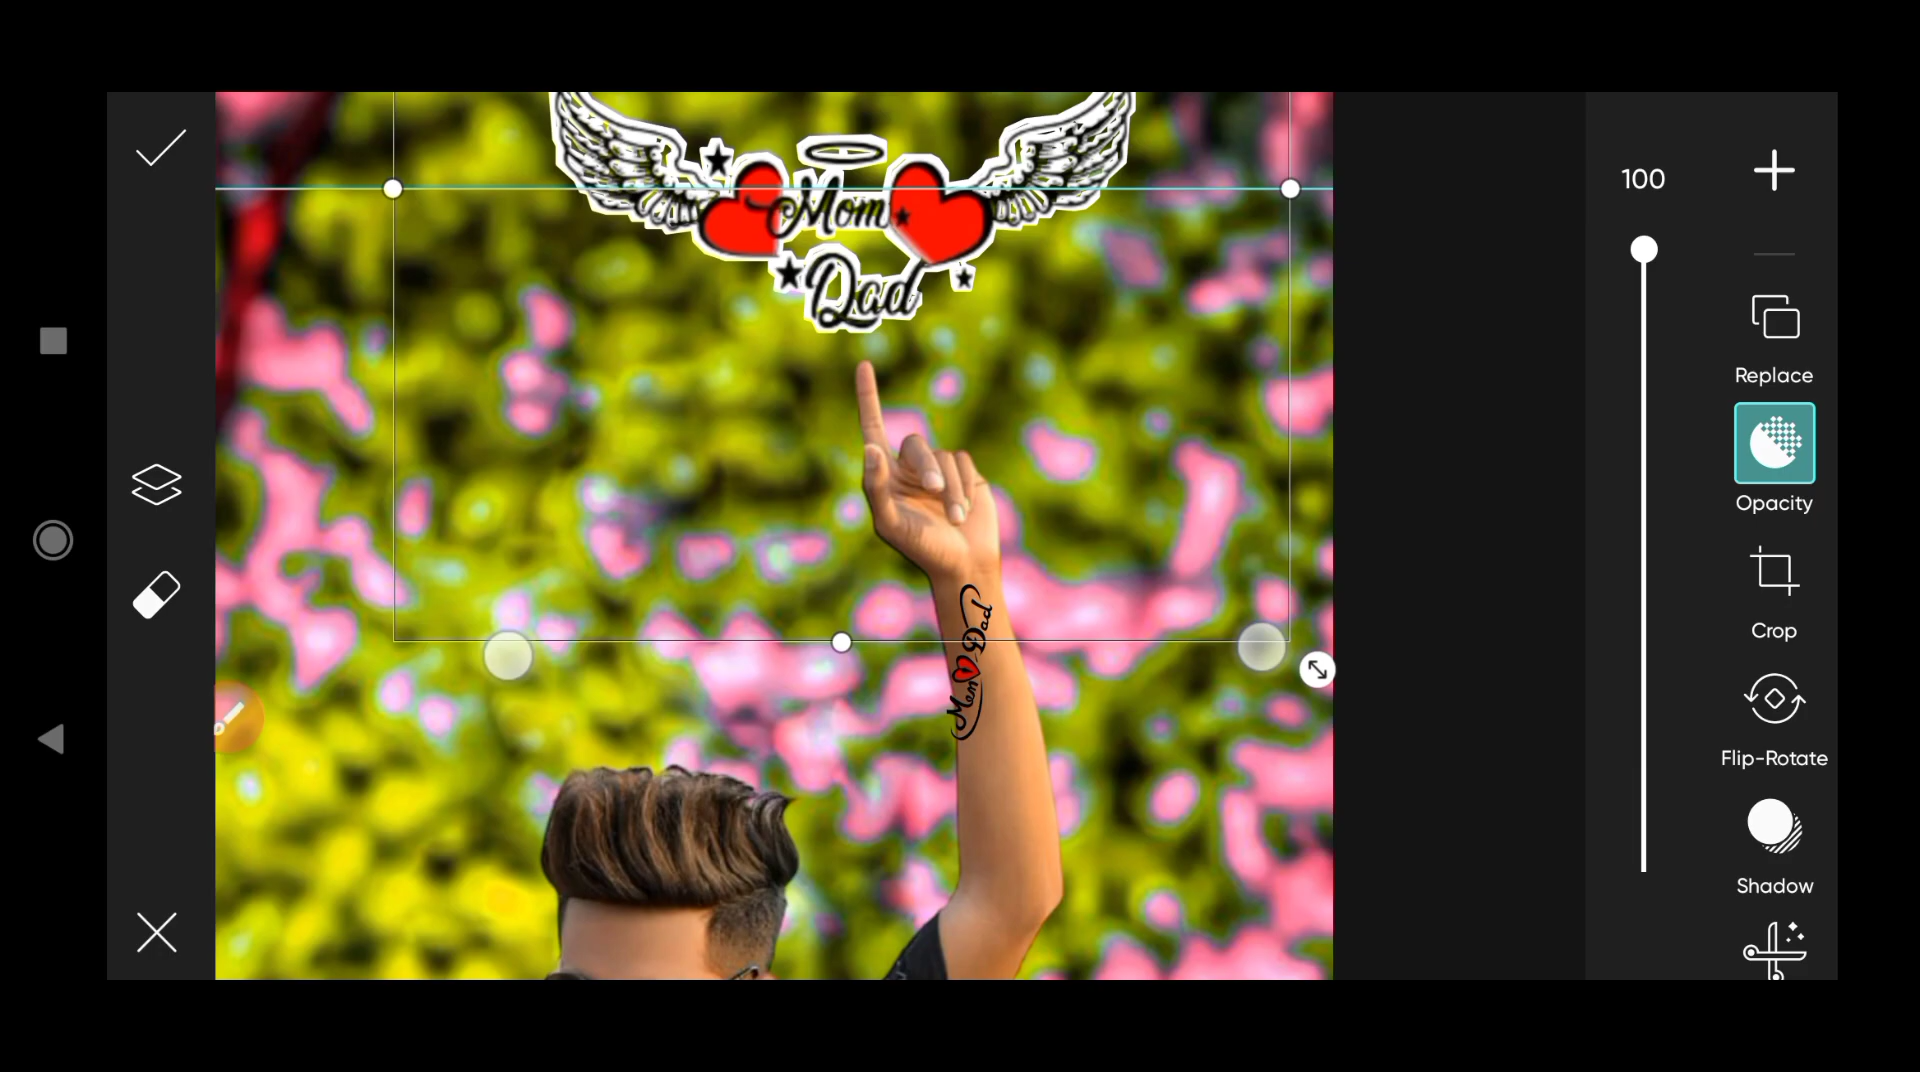 100
Mom
Dad
Mom Dad
Replace
Opacity
Crop
Flip-Rotate
Shadow